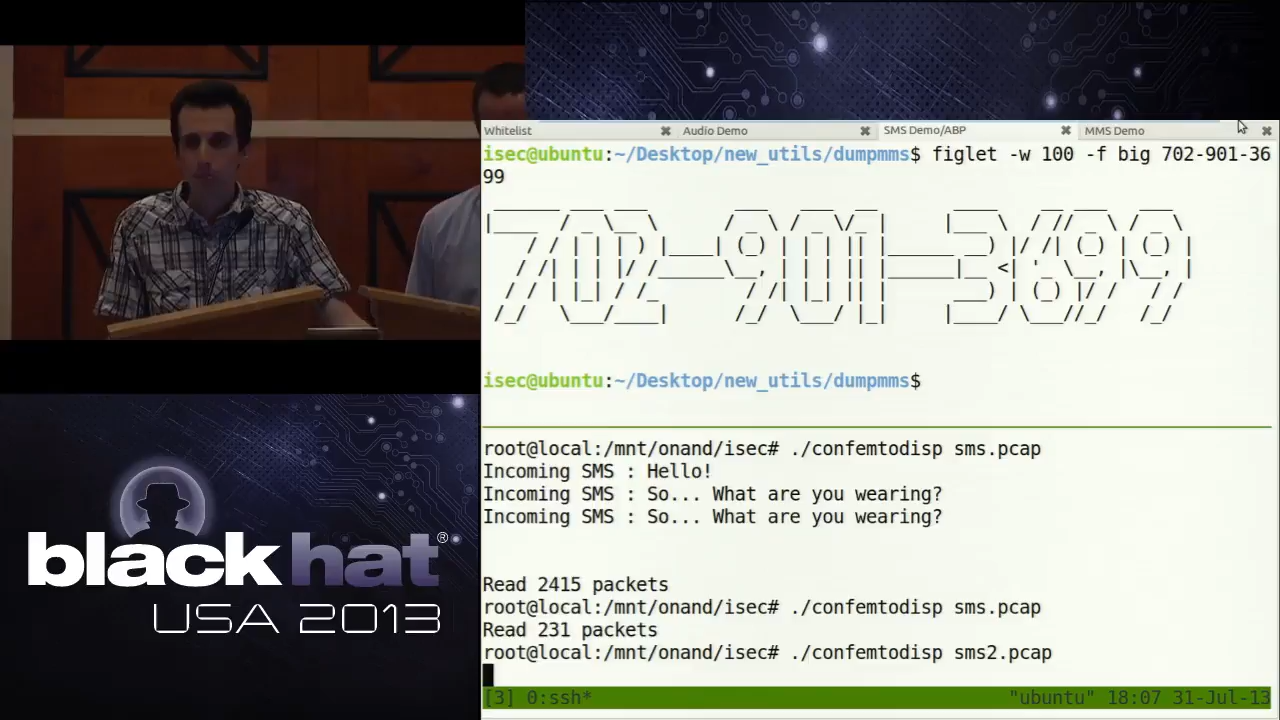 Whitelist
Audio Demo
SMS Demo/ABP
MMS Demo
isec@ubuntu:~/Desktop/new_utils/dumpmms$ figlet -w 100 -f big 702-901-36
99
702-901-3699
isec@ubuntu:~/Desktop/new_utils/dumpmms$
root@local:/mnt/onand/isec# ./confemtodisp sms.pcap
Incoming SMS : Hello!
Incoming SMS : So... What are you wearing?
Incoming SMS : So... What are you wearing?
Read 2415 packets
root@local:/mnt/onand/isec# ./confemtodisp sms.pcap
Read 231 packets
root@local:/mnt/onand/isec# ./confemtodisp sms2.pcap
[3] 0:ssh*
"ubuntu" 18:07 31-Jul-13
blackhat®
USA 2013